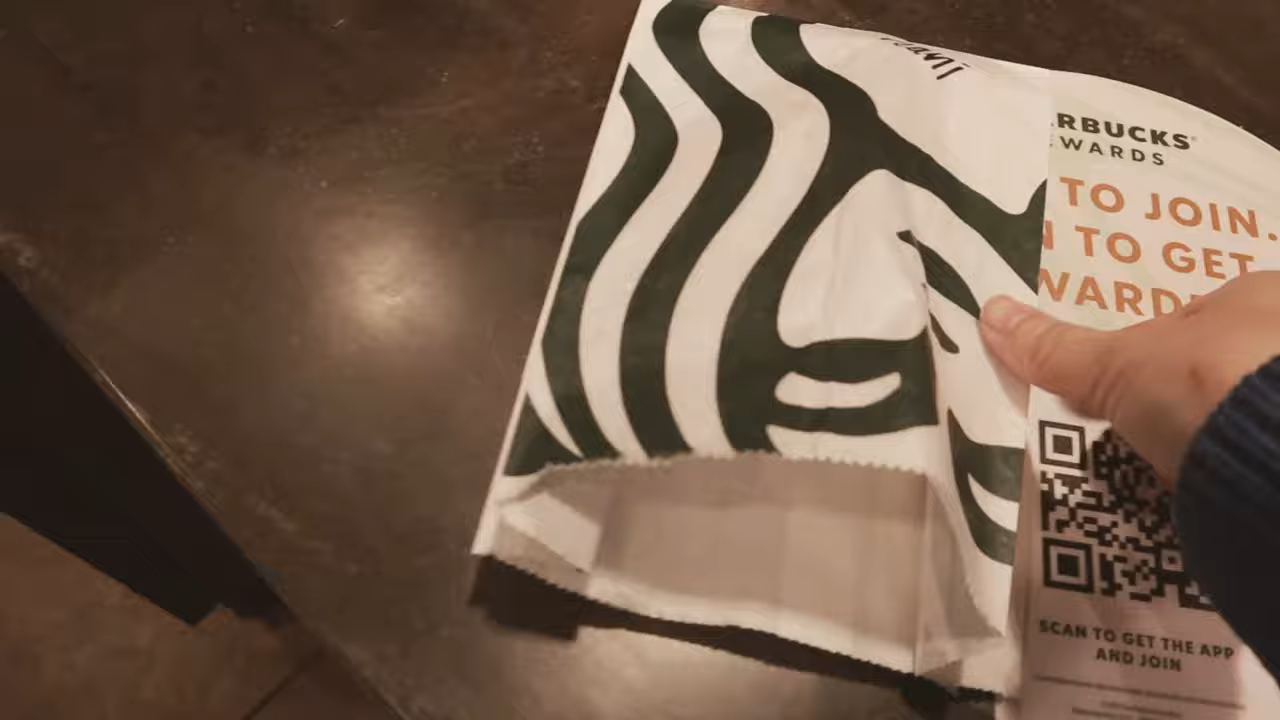 RBUCKS®
WARDS
TO JOIN.
TO GET
WARD
SCAN TO GET THE APP
AND JOIN